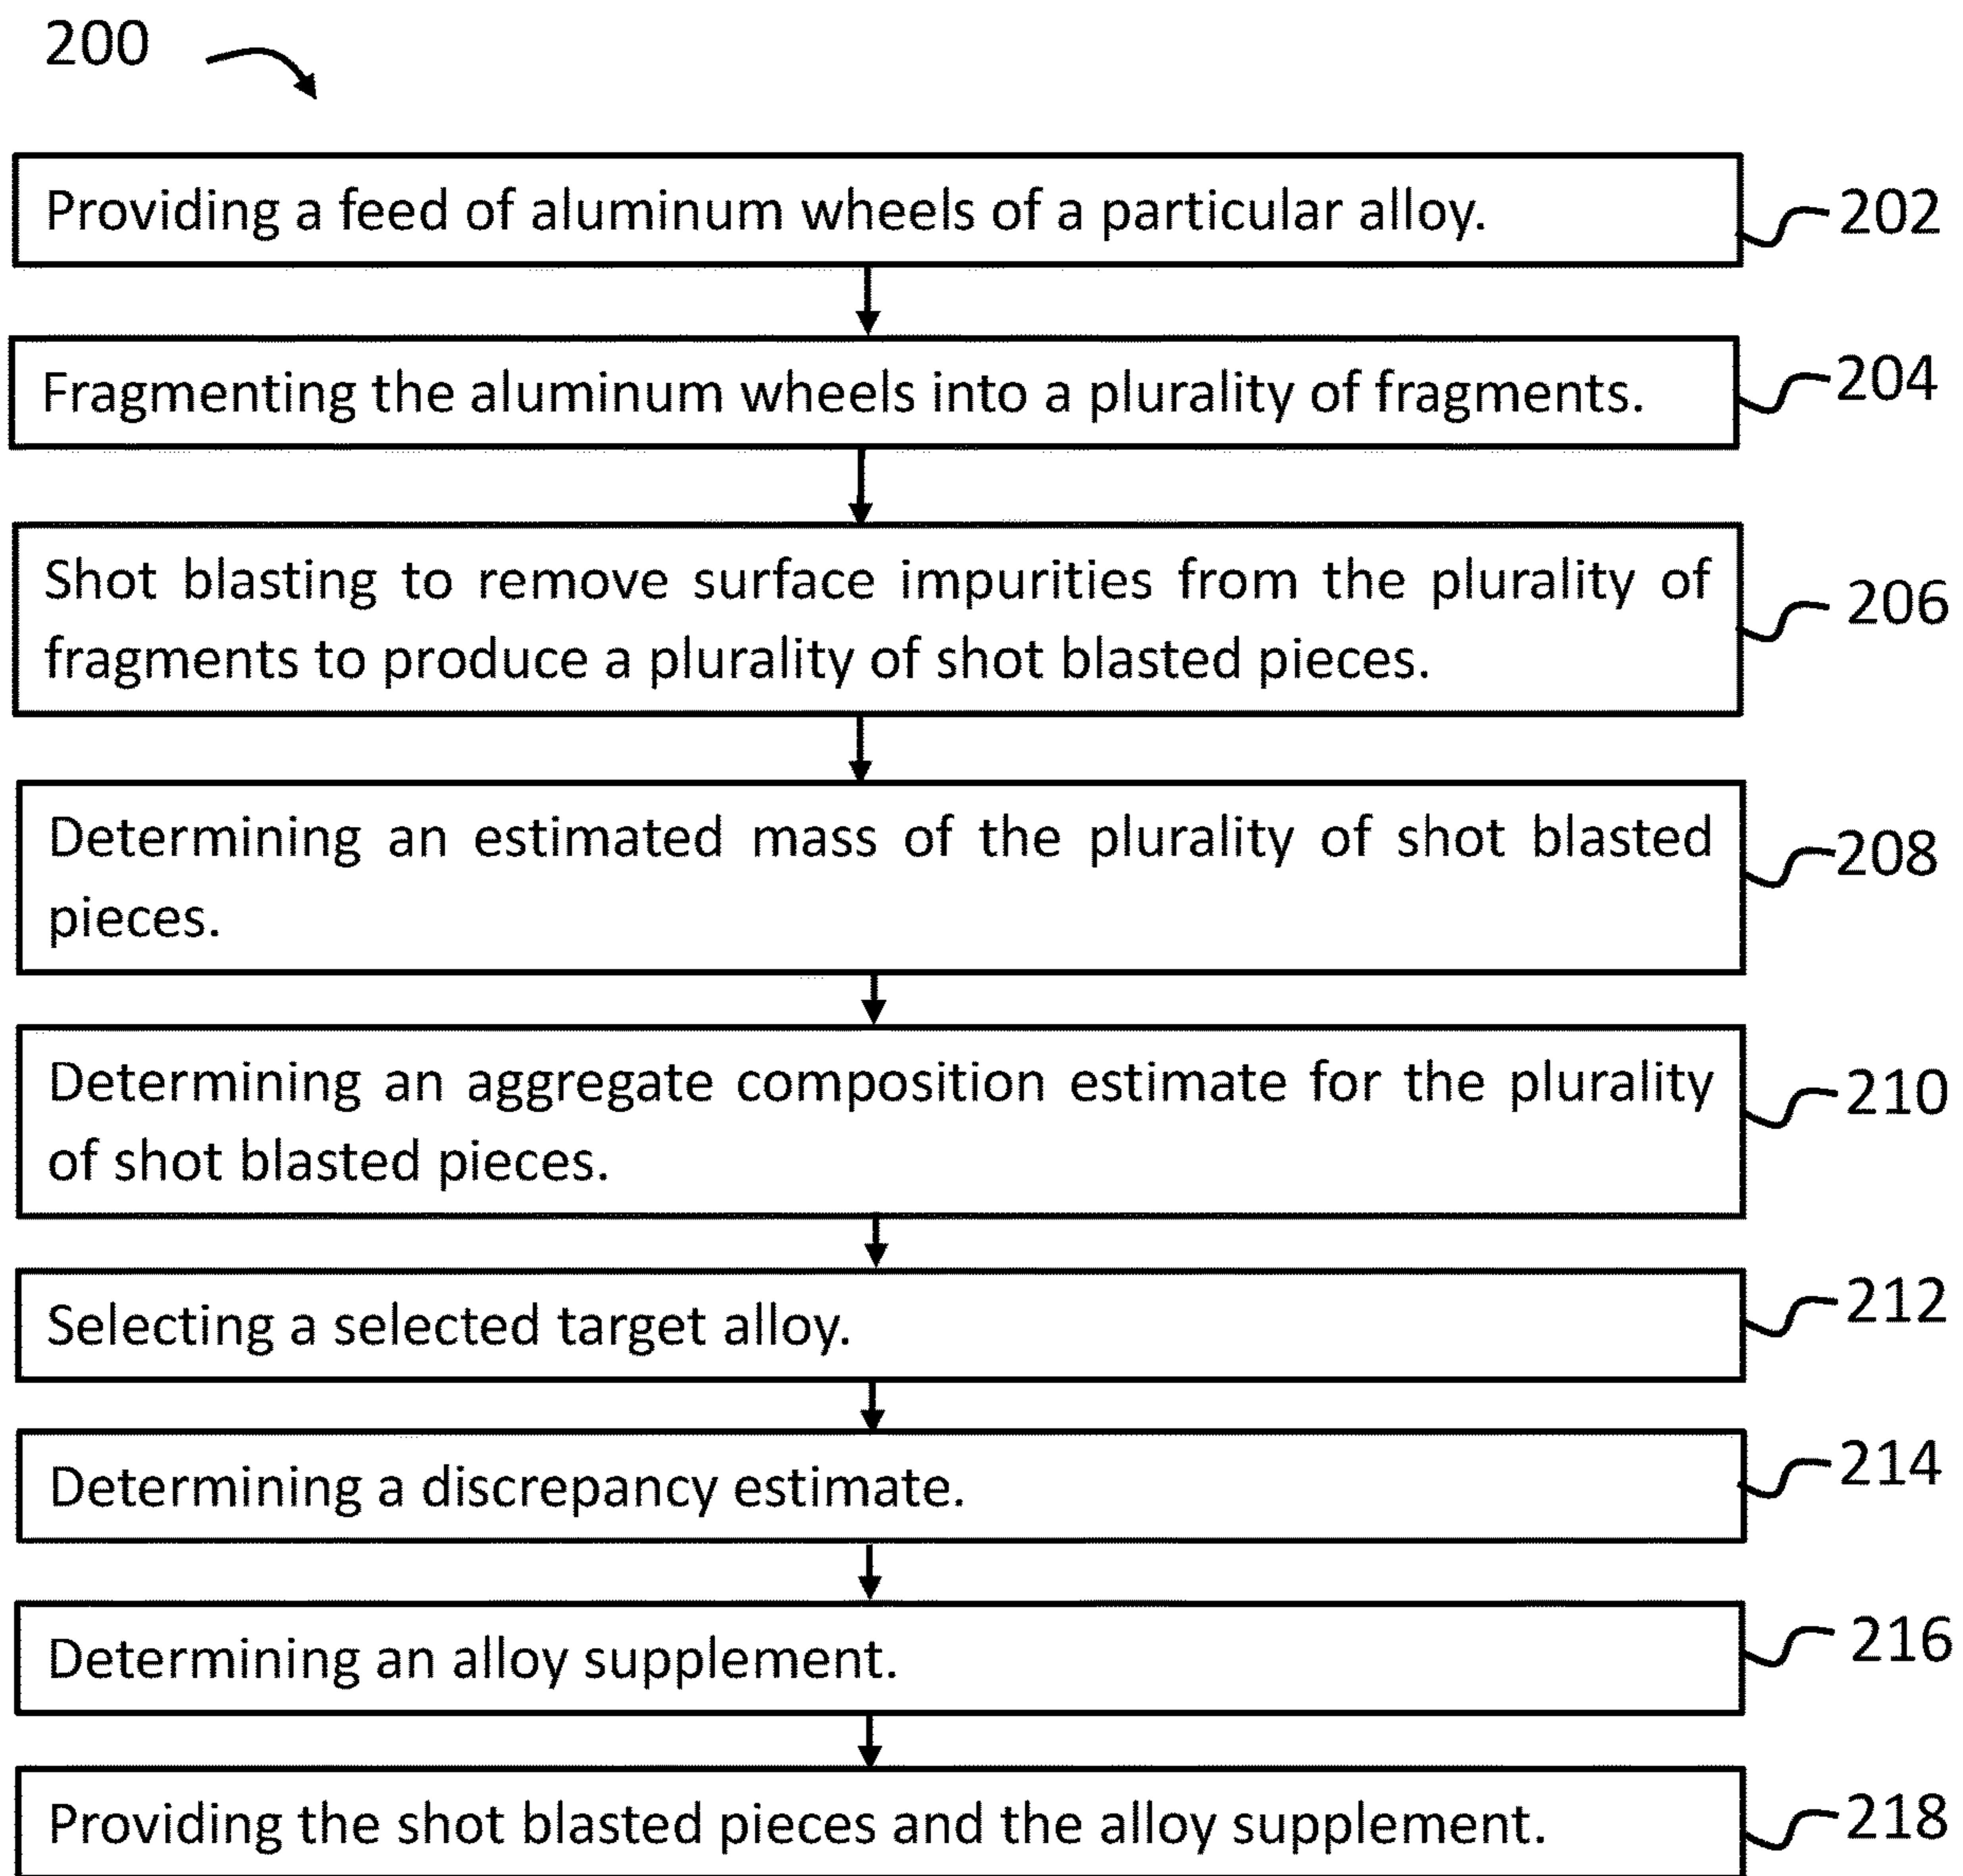 200
Providing a feed of aluminum wheels of a particular alloy.
202
Fragmenting the aluminum wheels into a plurality of fragments.
204
Shot blasting to remove surface impurities from the plurality of
fragments to produce a plurality of shot blasted pieces.
206
Determining an estimated mass of the plurality of shot blasted
pieces.
208
Determining an aggregate composition estimate for the plurality
of shot blasted pieces.
210
Selecting a selected target alloy.
212
Determining a discrepancy estimate.
214
Determining an alloy supplement.
216
Providing the shot blasted pieces and the alloy supplement.
218